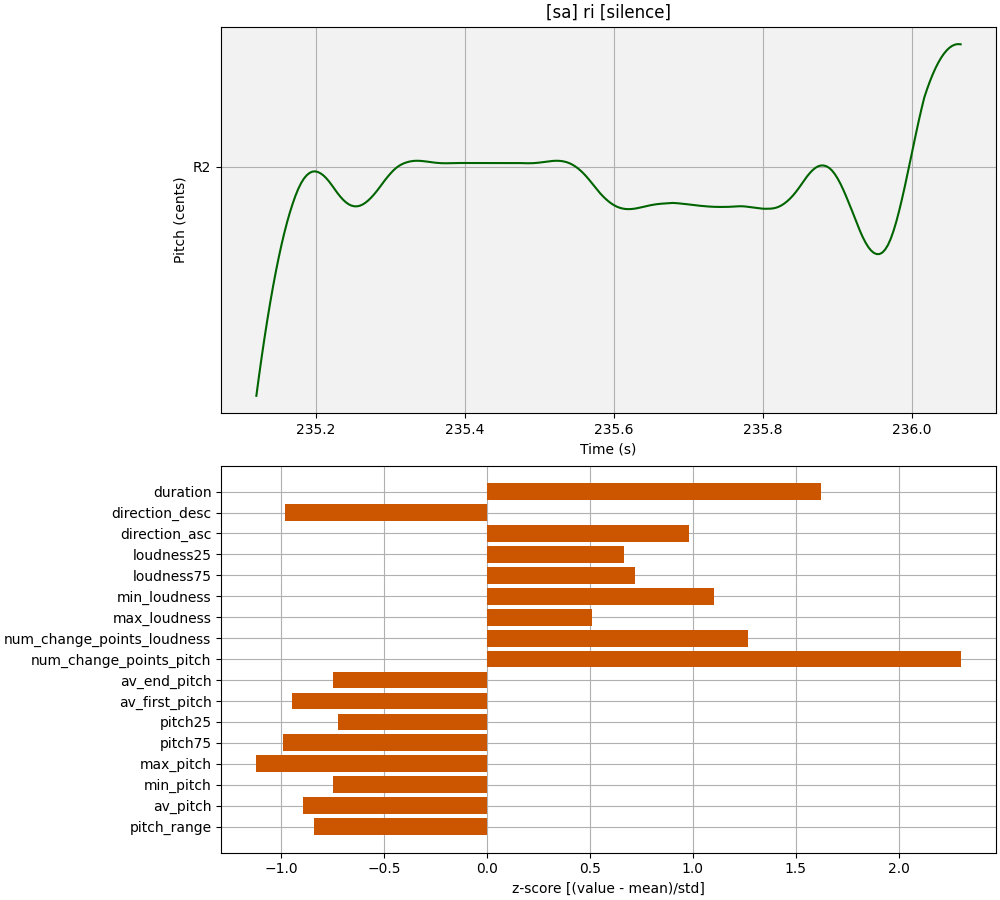 [sa] ri [silence]
R2
Pitch (cents)
235.2 235.4 235.6 235.8 236.0
Time (s)
duration
direction_desc
direction_asc
loudness25
loudness75
min_loudness
max_loudness
num_change_points_loudness
num_change_points_pitch
av_end_pitch
av_first_pitch
pitch25
pitch75
max_pitch
min_pitch
av_pitch
pitch_range
−1.0 −0.5 0.0 0.5 1.0 1.5 2.0
z-score [(value - mean)/std]